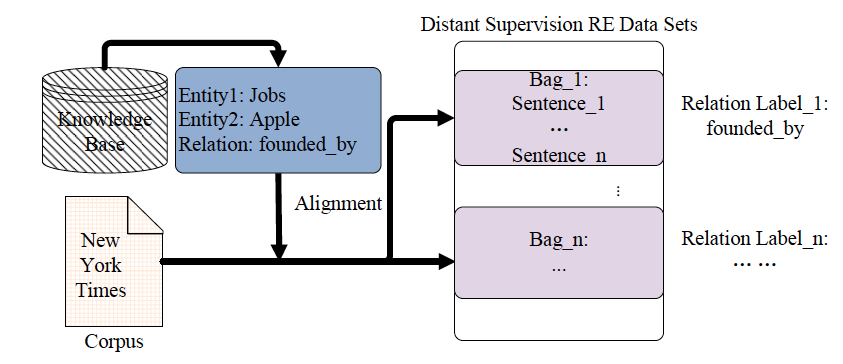 Distant Supervision RE Data Sets
Knowledge
Base
Entity1: Jobs
Entity2: Apple
Relation: founded_by
Alignment
New
York
Times
Corpus
Bag_1:
Sentence_1
...
Sentence_n
...
Bag_n:
...
Relation Label_1:
founded_by
Relation Label_n:
... ...